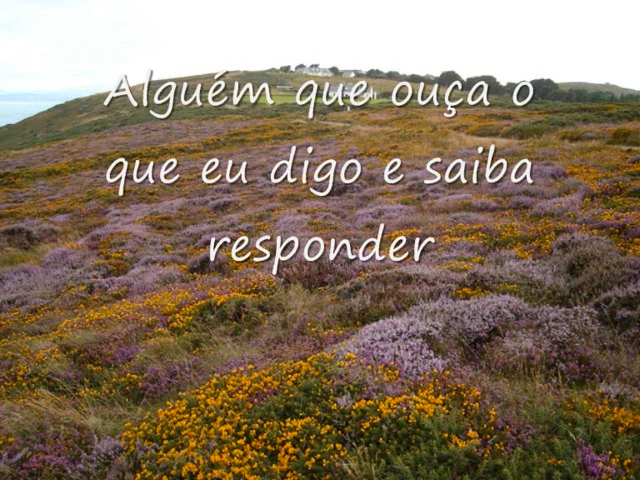 Alguém que ouça o
que eu digo e saiba
responder